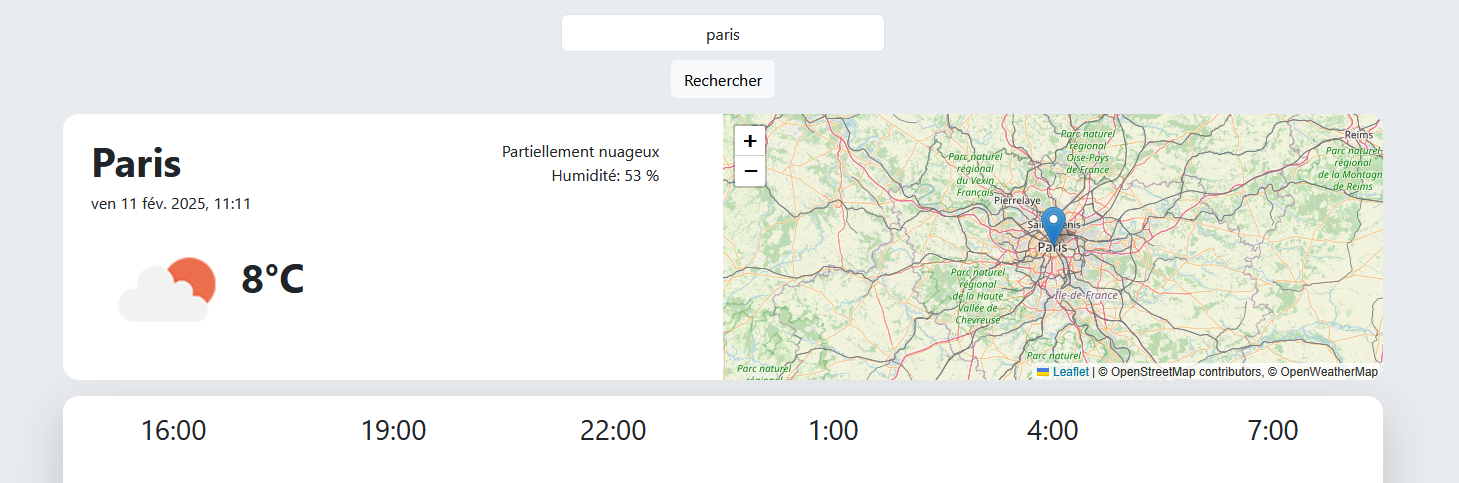 paris
Rechercher
Paris
ven 11 fév. 2025, 11:11
Partiellement nuageux
Humidité: 53 %
8°C
+
−
Parc naturel
régional
Oise-Pays
de France
Reims
Parc naturel
régional
de la Montagn
de Reims
Parc naturel
régional
du Vexin
Français
Pierrelaye
Paris
Parc naturel
régional
de la Haute
Vallée de
Chevreuse
Île-de-France
Parc naturel
Parc naturel
régional
Leaflet | © OpenStreetMap contributors, © OpenWeatherMap
16:00
19:00
22:00
1:00
4:00
7:00